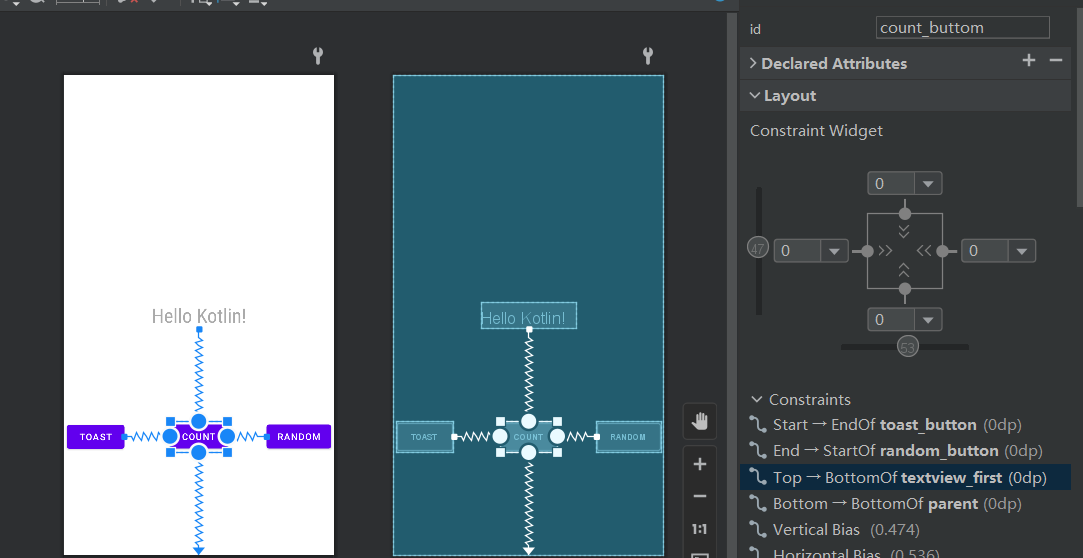 id count_buttom
Declared Attributes
Layout
Constraint Widget
0
47 0 0
0
53
Hello Kotlin!
Hello Kotlin!
TOAST COUNT RANDOM
TOAST COUNT RANDOM
1:1
Constraints
Start → EndOf toast_button (0dp)
End → StartOf random_button (0dp)
Top → BottomOf textview_first (0dp)
Bottom → BottomOf parent (0dp)
Vertical Bias (0.474)
Horizontal Bias (0.536)